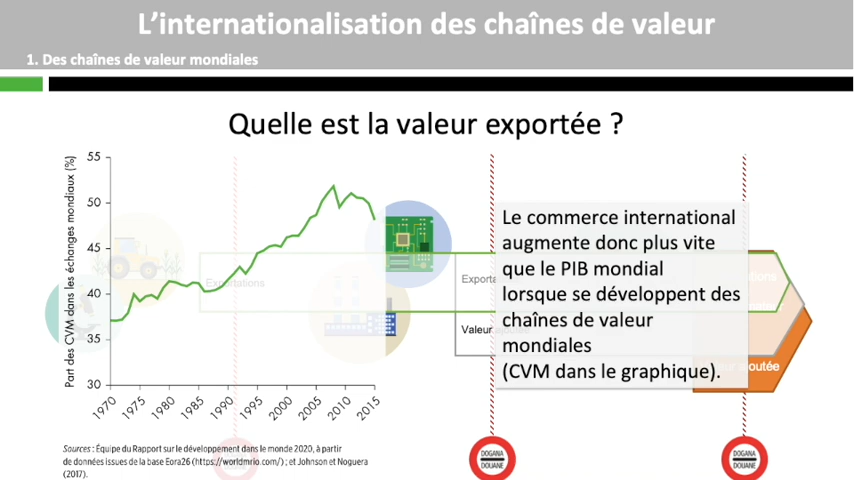 L'internationalisation des chaînes de valeur
1. Des chaînes de valeur mondiales
Quelle est la valeur exportée ?
Part des CVM dans les échanges mondiaux (%)
55
50
45
40
35
30
1970
1975
1980
1985
1990
1995
2000
2005
2010
2015
Exportations
Le commerce international
augmente donc plus vite
que le PIB mondial
lorsque se développent des
chaînes de valeur
mondiales
(CVM dans le graphique).
Valeur
DOGANA
DOUANE
DOGANA
DOUANE
Sources : Équipe du Rapport sur le développement dans le monde 2020, à partir
de données issues de la base Eora26 (https://worldmrio.com/) ; et Johnson et Noguera
(2017).